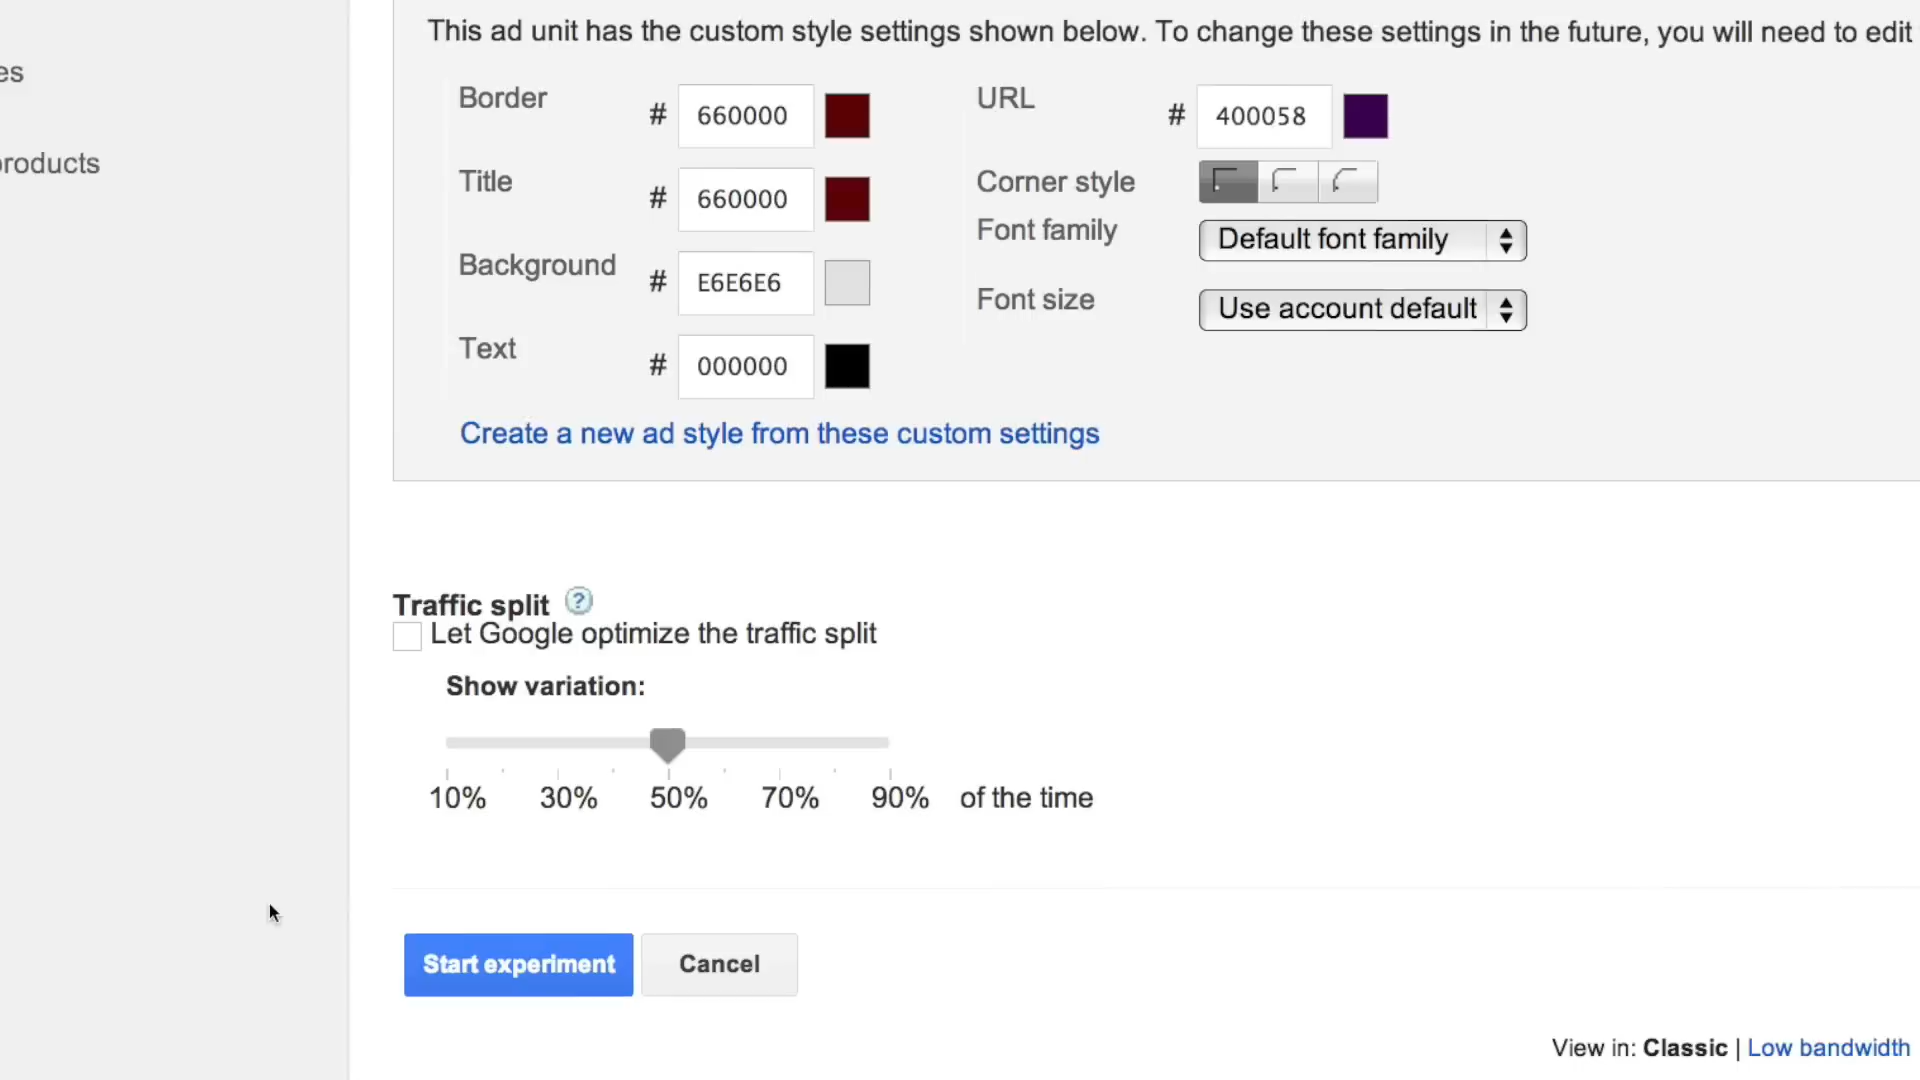 This ad unit has the custom style settings shown below. To change these settings in the future, you will need to edit
es
products
Border # 660000
URL # 400058
Title # 660000
Corner style
Font family Default font family
Background # E6E6E6
Font size Use account default
Text # 000000
Create a new ad style from these custom settings
Traffic split ?
Let Google optimize the traffic split
Show variation:
10% 30% 50% 70% 90% of the time
Start experiment Cancel
View in: Classic | Low bandwidth